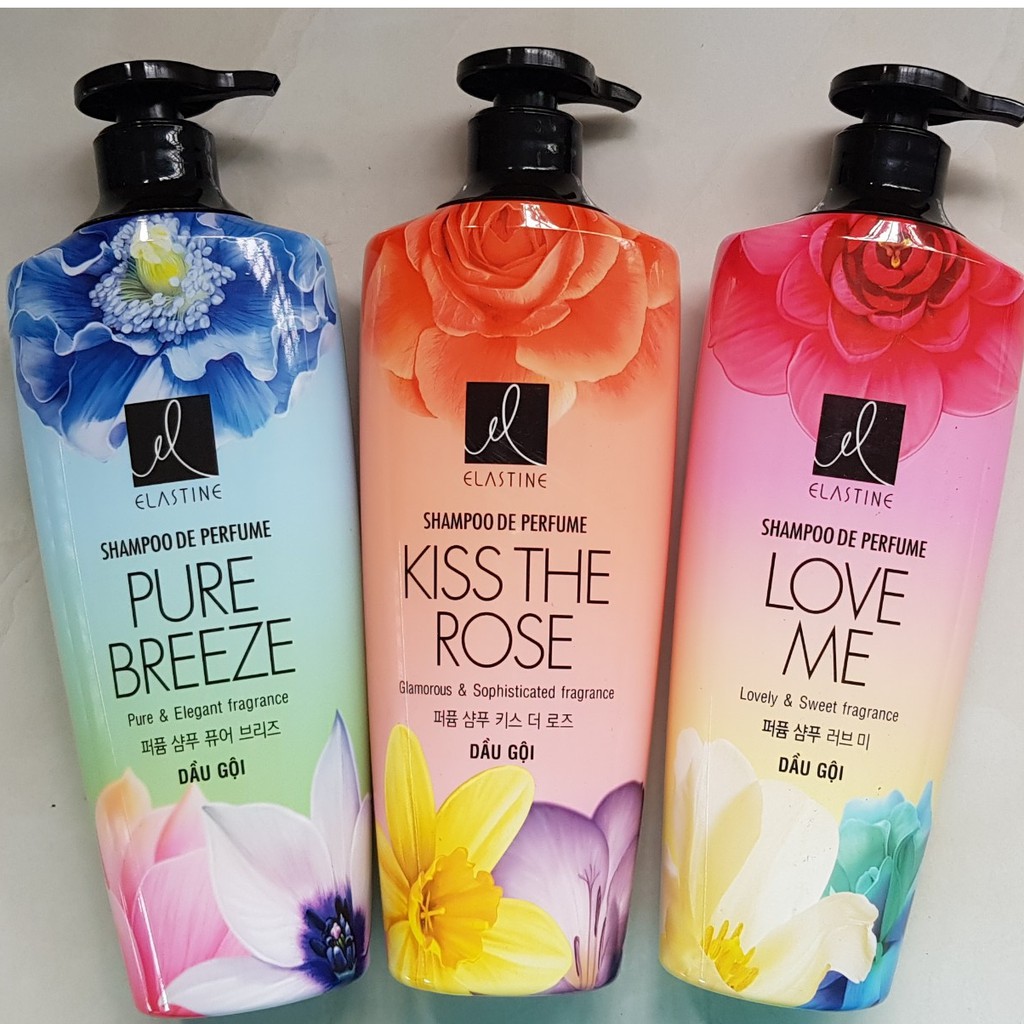 el
ELASTINE
SHAMPOO DE PERFUME
PURE
BREEZE
Pure & Elegant fragrance
퍼퓸 샴푸 퓨어 브리즈
DẦU GỘI
el
ELASTINE
SHAMPOO DE PERFUME
KISS THE
ROSE
Glamorous & Sophisticated fragrance
퍼퓸 샴푸 키스 더 로즈
DẦU GỘI
el
ELASTINE
SHAMPOO DE PERFUME
LOVE
ME
Lovely & Sweet fragrance
퍼퓸 샴푸 러브 미
DẦU GỘI